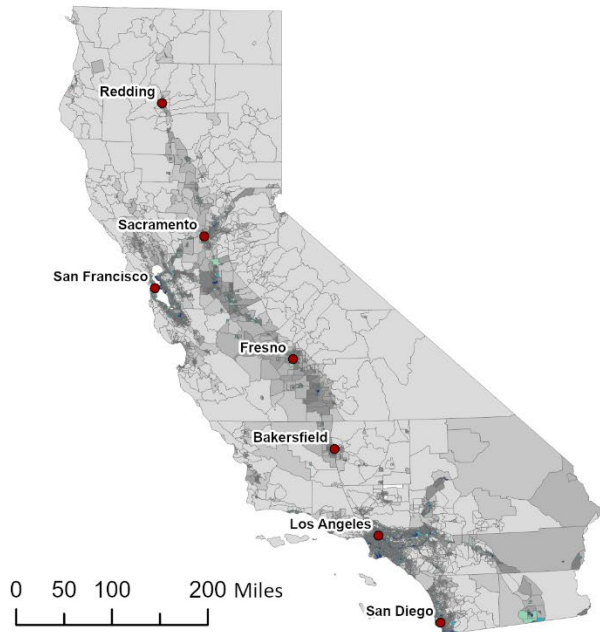 Redding
Sacramento
San Francisco
Fresno
Bakersfield
Los Angeles
0 50 100 200 Miles
San Diego